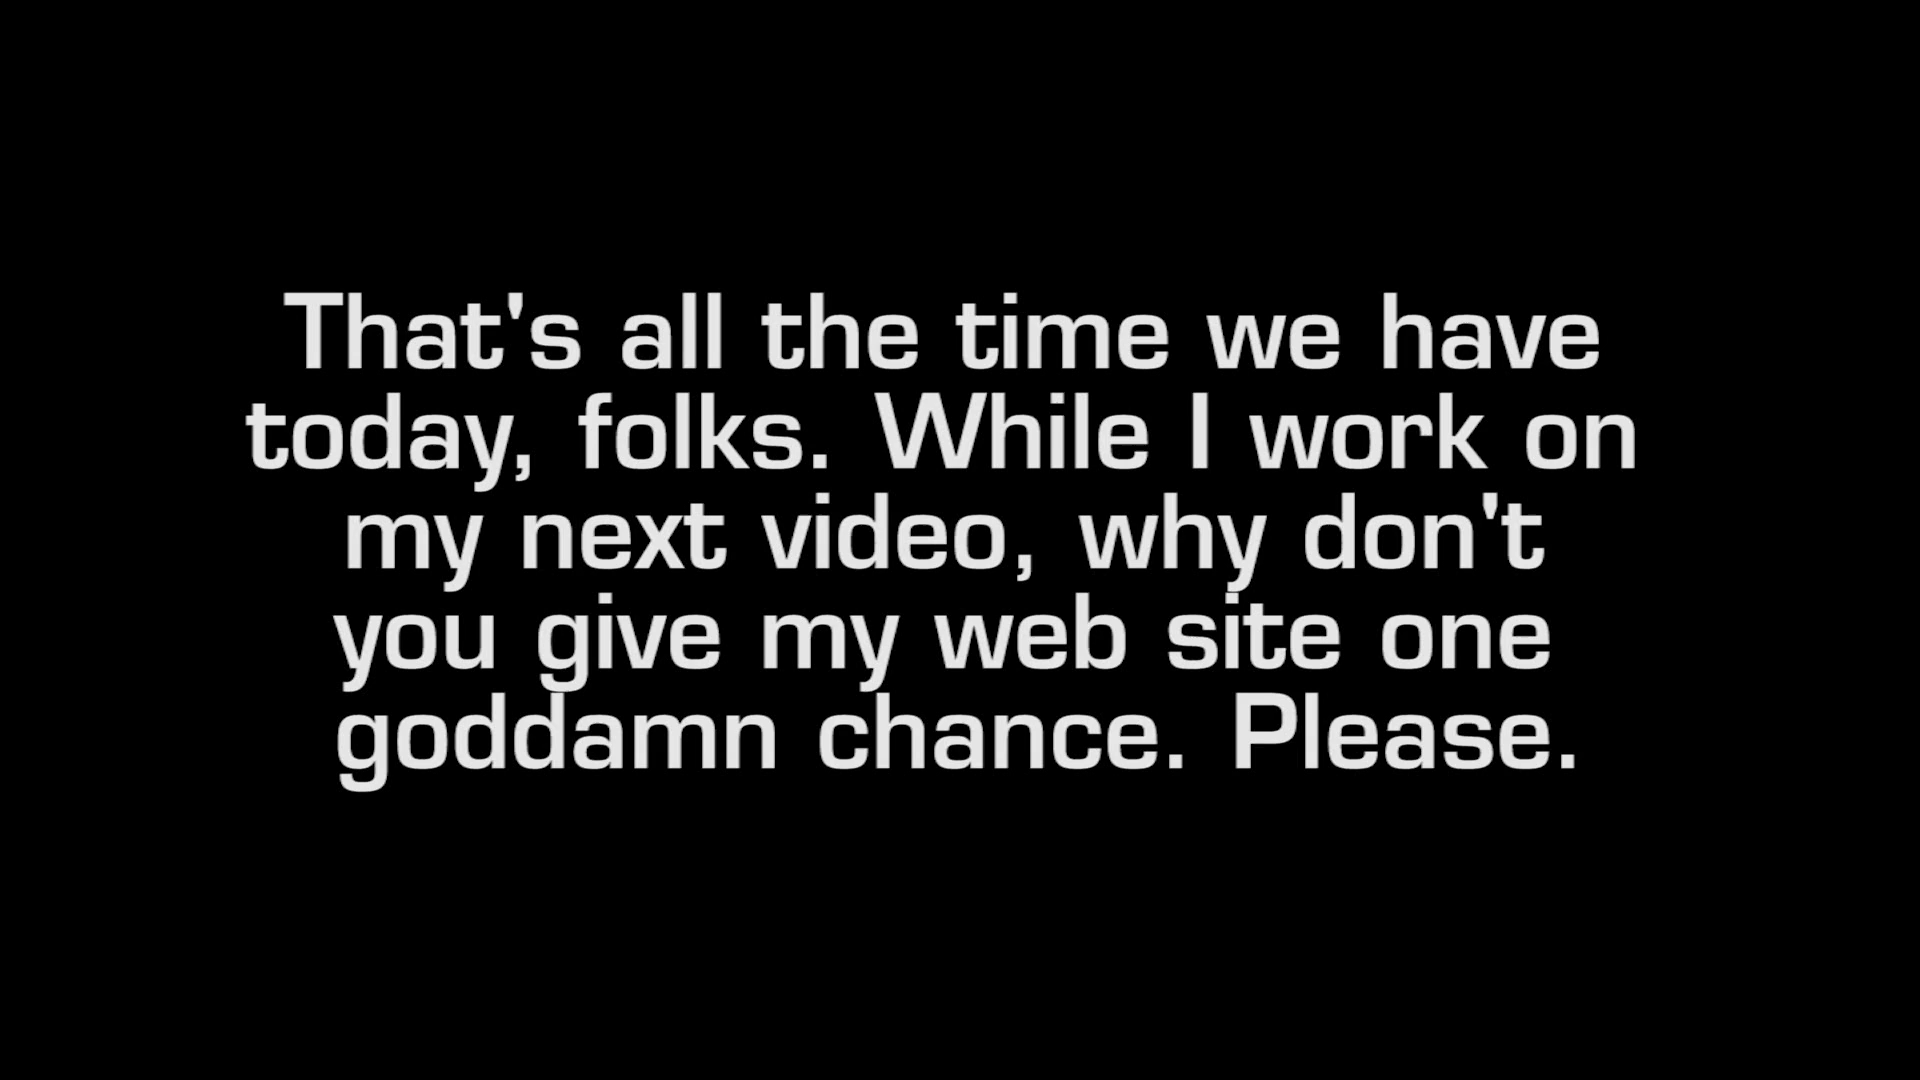 That's all the time we have
today, folks. While I work on
my next video, why don't
you give my web site one
goddamn chance. Please.